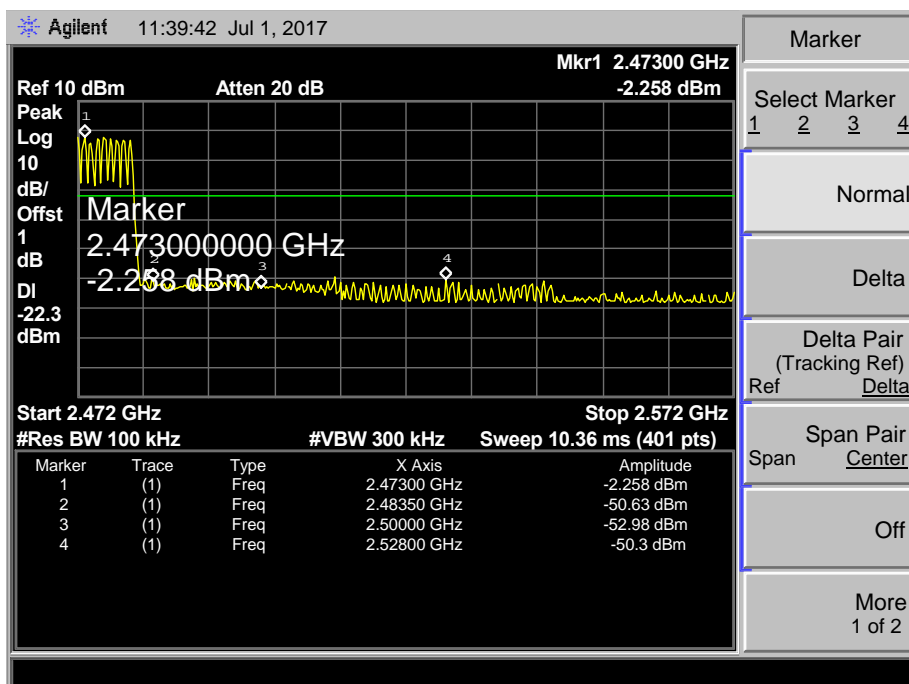 Agilent 11:39:42 Jul 1, 2017
Mkr1 2.47300 GHz
Ref 10 dBm Atten 20 dB -2.258 dBm
Peak
Log
10
dB/
Offst
1
dB
DI
-22.3
dBm
1
Marker
2.473000000 GHz
-2.258 dBm
2
3
4
Start 2.472 GHz Stop 2.572 GHz
#Res BW 100 kHz #VBW 300 kHz Sweep 10.36 ms (401 pts)
Marker Trace Type X Axis Amplitude
1 (1) Freq 2.47300 GHz -2.258 dBm
2 (1) Freq 2.48350 GHz -50.63 dBm
3 (1) Freq 2.50000 GHz -52.98 dBm
4 (1) Freq 2.52800 GHz -50.3 dBm
Marker
Select Marker
1 2 3 4
Normal
Delta
Delta Pair
(Tracking Ref)
Ref Delta
Span Pair
Span Center
Off
More
1 of 2